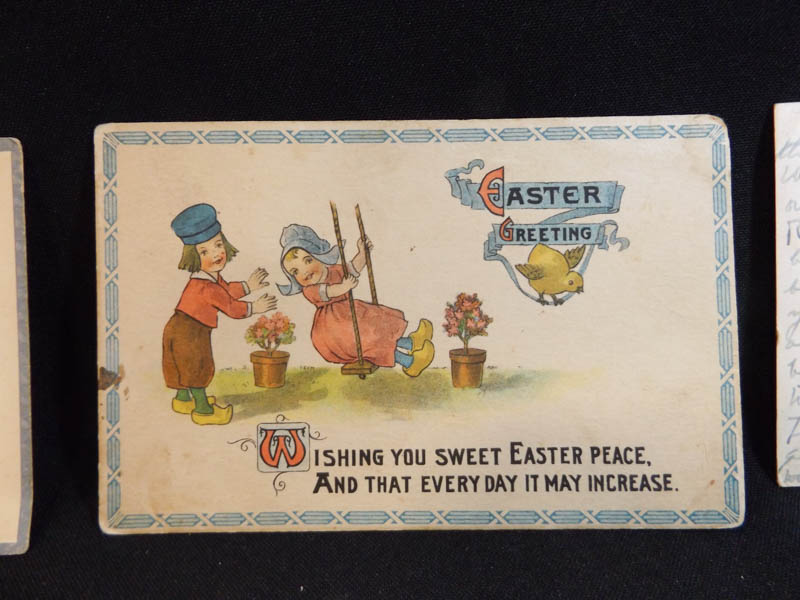 EASTER
GREETING
WISHING YOU SWEET EASTER PEACE,
AND THAT EVERY DAY IT MAY INCREASE.